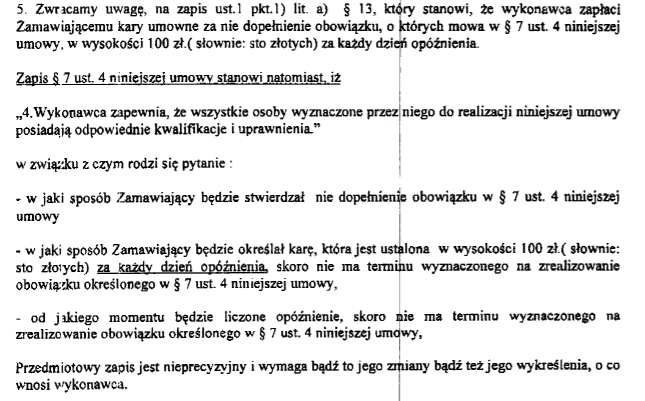 5. Zwracamy uwagę, na zapis ust.1 pkt.1) lit. a) § 13, który stanowi, że wykonawca zapłaci
Zamawiającemu kary umowne za nie dopełnienie obowiązku, o których mowa w § 7 ust. 4 niniejszej
umowy, w wysokości 100 zł.( słownie: sto złotych) za każdy dzień opóźnienia.
Zapis § 7 ust. 4 niniejszej umowy stanowi natomiast, iż
„4.Wykonawca zapewnia, że wszystkie osoby wyznaczone przez niego do realizacji niniejszej umowy
posiadają odpowiednie kwalifikacje i uprawnienia.”
w związku z czym rodzi się pytanie :
- w jaki sposób Zamawiający będzie stwierdzał nie dopełnienie obowiązku w § 7 ust. 4 niniejszej
umowy
- w jaki sposób Zamawiający będzie określał karę, która jest ustalona w wysokości 100 zł.( słownie:
sto złotych) za każdy dzień opóźnienia, skoro nie ma terminu wyznaczonego na zrealizowanie
obowiązku określonego w § 7 ust. 4 niniejszej umowy,
- od jakiego momentu będzie liczone opóźnienie, skoro nie ma terminu wyznaczonego na
zrealizowanie obowiązku określonego w § 7 ust. 4 niniejszej umowy,
Przedmiotowy zapis jest nieprecyzyjny i wymaga bądź to jego zmiany bądź też jego wykreślenia, o co
wnosi wykonawca.